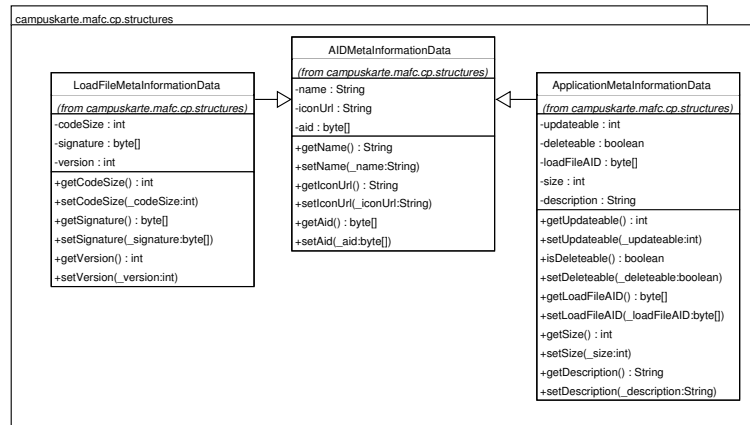 campuskarte.mafc.cp.structures
LoadFileMetaInformationData
(from campuskarte.mafc.cp.structures)
-codeSize : int
-signature : byte[]
-version : int
+getCodeSize() : int
+setCodeSize(_codeSize:int)
+getSignature() : byte[]
+setSignature(_signature:byte[])
+getVersion() : int
+setVersion(_version:int)
AIDMetaInformationData
(from campuskarte.mafc.cp.structures)
-name : String
-iconUrl : String
-aid : byte[]
+getName() : String
+setName(_name:String)
+getIconUrl() : String
+setIconUrl(_iconUrl:String)
+getAid() : byte[]
+setAid(_aid:byte[])
ApplicationMetaInformationData
(from campuskarte.mafc.cp.structures)
-updateable : int
-deleteable : boolean
-loadFileAID : byte[]
-size : int
-description : String
+getUpdateable() : int
+setUpdateable(_updateable:int)
+isDeleteable() : boolean
+setDeleteable(_deleteable:boolean)
+getLoadFileAID() : byte[]
+setLoadFileAID(_loadFileAID:byte[])
+getSize() : int
+setSize(_size:int)
+getDescription() : String
+setDescription(_description:String)